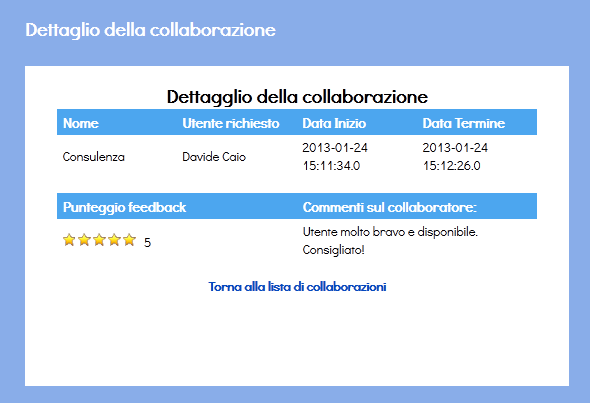 Dettaglio della collaborazione
Dettagglio della collaborazione
Nome Utente richiesto Data Inizio Data Termine
Consulenza Davide Caio 2013-01-24 15:11:34.0 2013-01-24 15:12:26.0
Punteggio feedback Commenti sul collaboratore:
5 Utente molto bravo e disponibile.
Consigliato!
Torna alla lista di collaborazioni